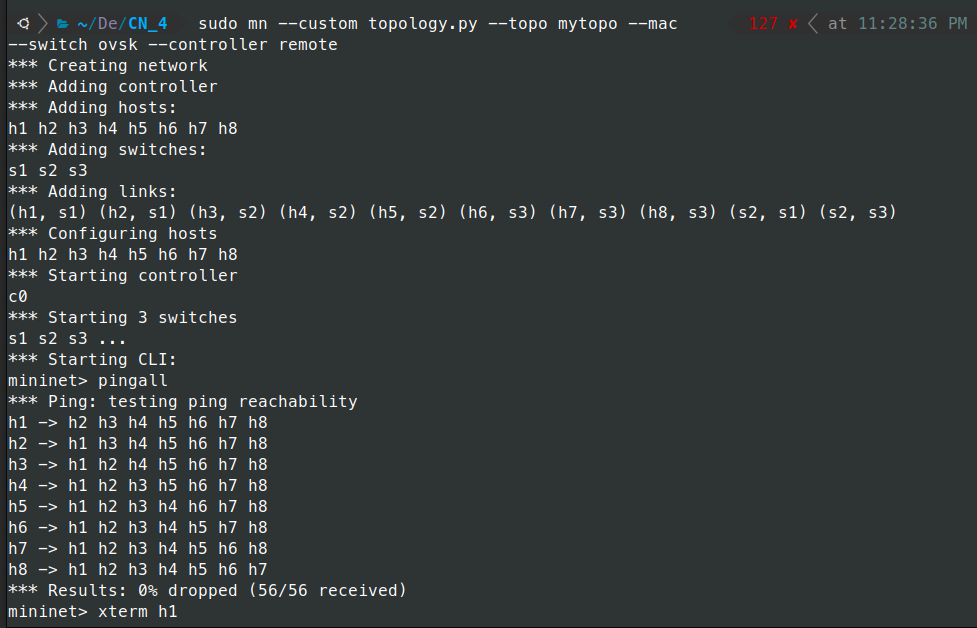 ~/De/CN_4 sudo mn --custom topology.py --topo mytopo --mac 127 ✘ at 11:28:36 PM
--switch ovsk --controller remote
*** Creating network
*** Adding controller
*** Adding hosts:
h1 h2 h3 h4 h5 h6 h7 h8
*** Adding switches:
s1 s2 s3
*** Adding links:
(h1, s1) (h2, s1) (h3, s2) (h4, s2) (h5, s2) (h6, s3) (h7, s3) (h8, s3) (s2, s1) (s2, s3)
*** Configuring hosts
h1 h2 h3 h4 h5 h6 h7 h8
*** Starting controller
c0
*** Starting 3 switches
s1 s2 s3 ...
*** Starting CLI:
mininet> pingall
*** Ping: testing ping reachability
h1 -> h2 h3 h4 h5 h6 h7 h8
h2 -> h1 h3 h4 h5 h6 h7 h8
h3 -> h1 h2 h4 h5 h6 h7 h8
h4 -> h1 h2 h3 h5 h6 h7 h8
h5 -> h1 h2 h3 h4 h6 h7 h8
h6 -> h1 h2 h3 h4 h5 h7 h8
h7 -> h1 h2 h3 h4 h5 h6 h8
h8 -> h1 h2 h3 h4 h5 h6 h7
*** Results: 0% dropped (56/56 received)
mininet> xterm h1